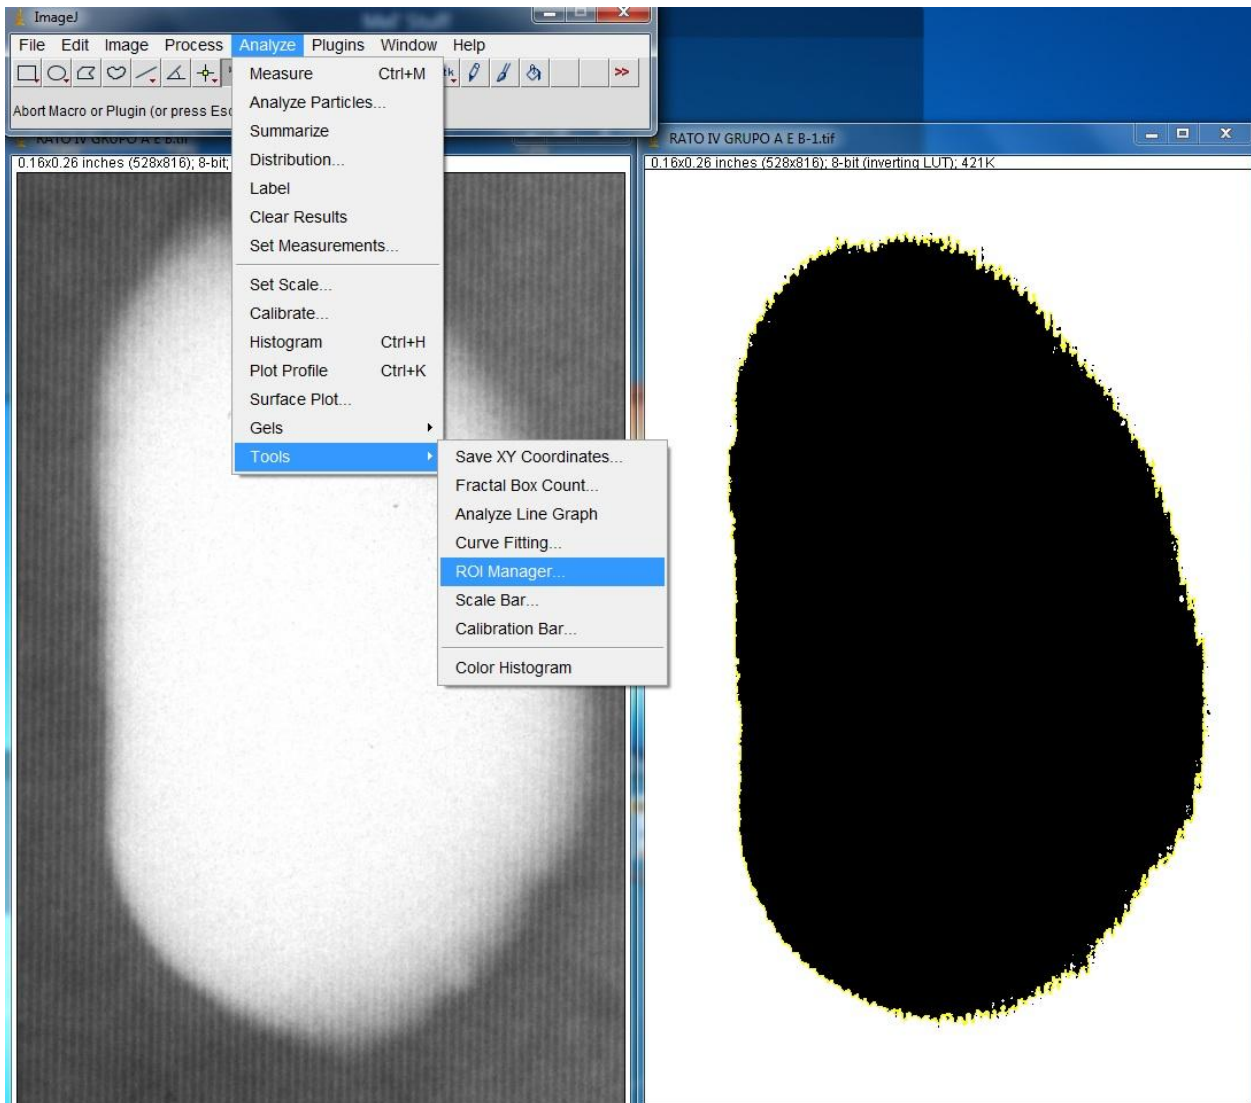 ImageJ
File Edit Image Process Analyze Plugins Window Help
>>
Abort Macro or Plugin (or press Esc
Measure Ctrl+M
Analyze Particles...
Summarize
Distribution...
Label
Clear Results
Set Measurements...
Set Scale...
Calibrate...
Histogram Ctrl+H
Plot Profile Ctrl+K
Surface Plot...
Gels
Tools
Save XY Coordinates...
Fractal Box Count...
Analyze Line Graph
Curve Fitting...
ROI Manager...
Scale Bar...
Calibration Bar...
Color Histogram
RATO IV GRUPO A E B.tif
0.16x0.26 inches (528x816); 8-bit;
RATO IV GRUPO A E B-1.tif
0.16x0.26 inches (528x816); 8-bit (inverting LUT); 421K